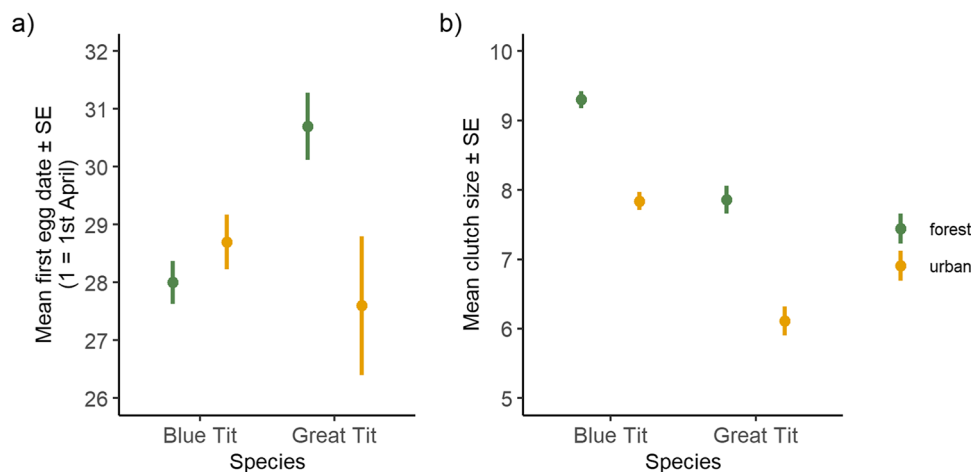 a)
Mean first egg date ± SE
(1 = 1st April)
32
31
30
29
28
27
26
Blue Tit
Great Tit
Species
b)
Mean clutch size ± SE
10
9
8
7
6
5
Blue Tit
Great Tit
Species
forest
urban